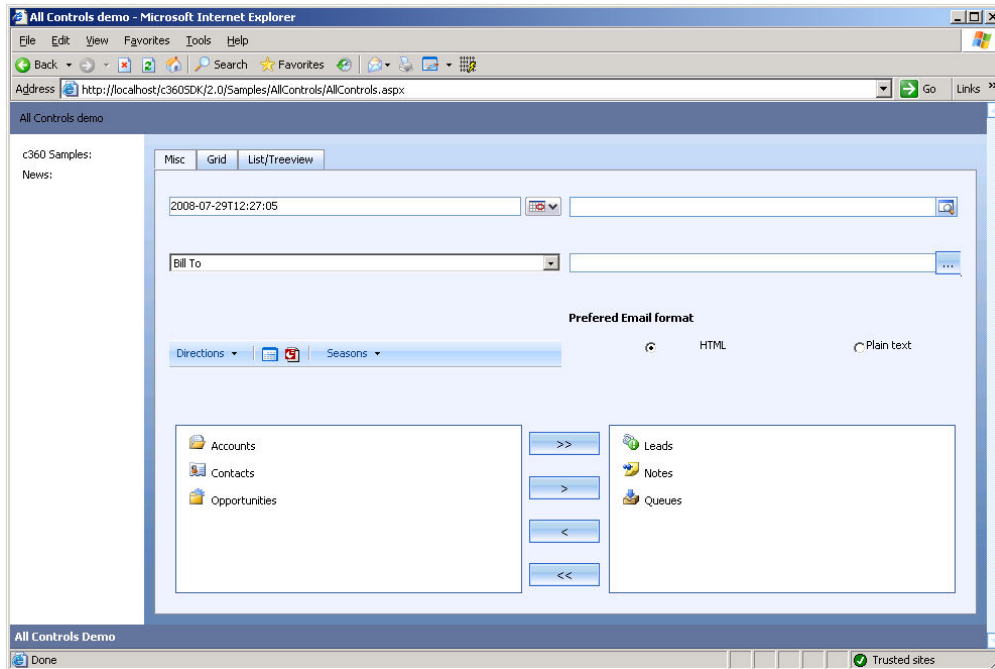 All Controls demo - Microsoft Internet Explorer
File Edit View Favorites Tools Help
Back Search Favorites
Address http://localhost/c360SDK/2.0/Samples/AllControls/AllControls.aspx Go Links »
All Controls demo
c360 Samples:
News:
Misc Grid List/Treeview
2008-07-29T12:27:05
Bill To ...
Prefered Email format
HTML Plain text
Directions Seasons
Accounts
Contacts
Opportunities
>>
>
<
<<
Leads
Notes
Queues
All Controls Demo
Done Trusted sites